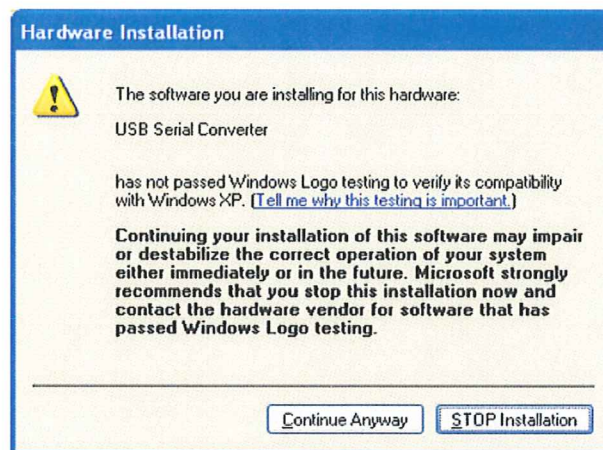 Hardware Installation
The software you are installing for this hardware:
USB Serial Converter
has not passed Windows Logo testing to verify its compatibility
with Windows XP. (Tell me why this testing is important.)
Continuing your installation of this software may impair
or destabilize the correct operation of your system
either immediately or in the future. Microsoft strongly
recommends that you stop this installation now and
contact the hardware vendor for software that has
passed Windows Logo testing.
Continue Anyway STOP Installation